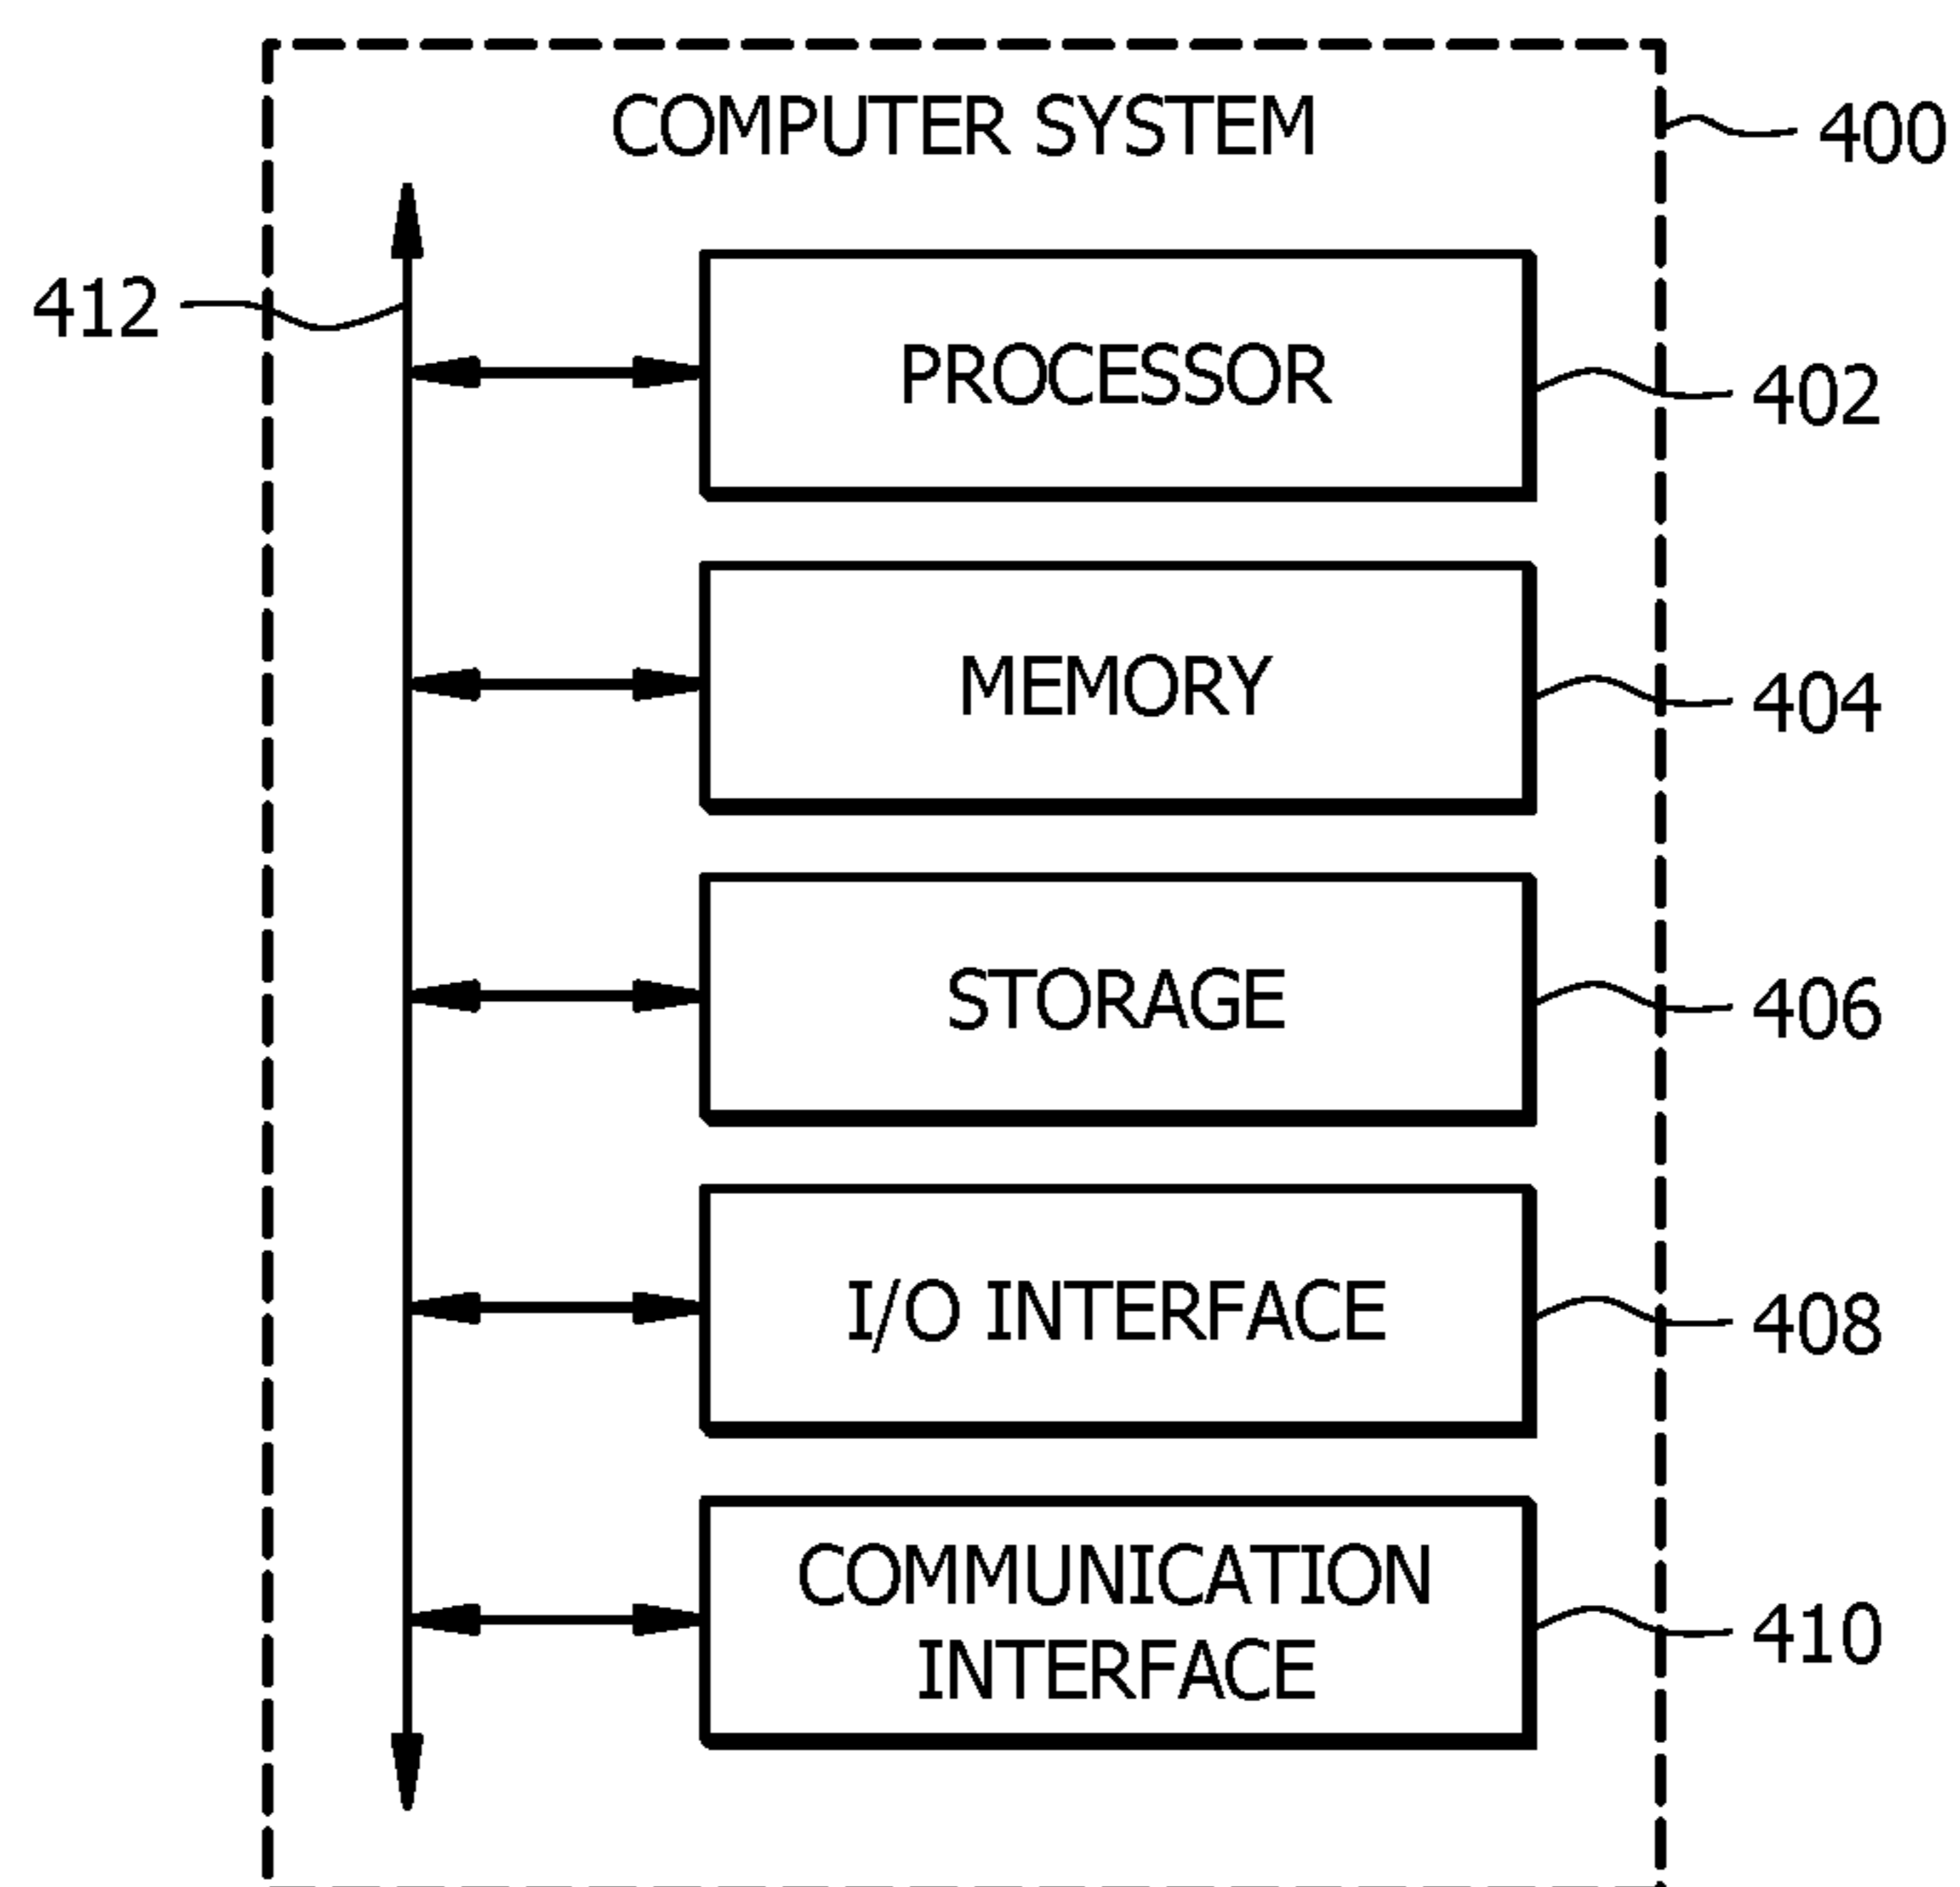 COMPUTER SYSTEM
400
412
PROCESSOR
402
MEMORY
404
STORAGE
406
I/O INTERFACE
408
COMMUNICATION
INTERFACE
410